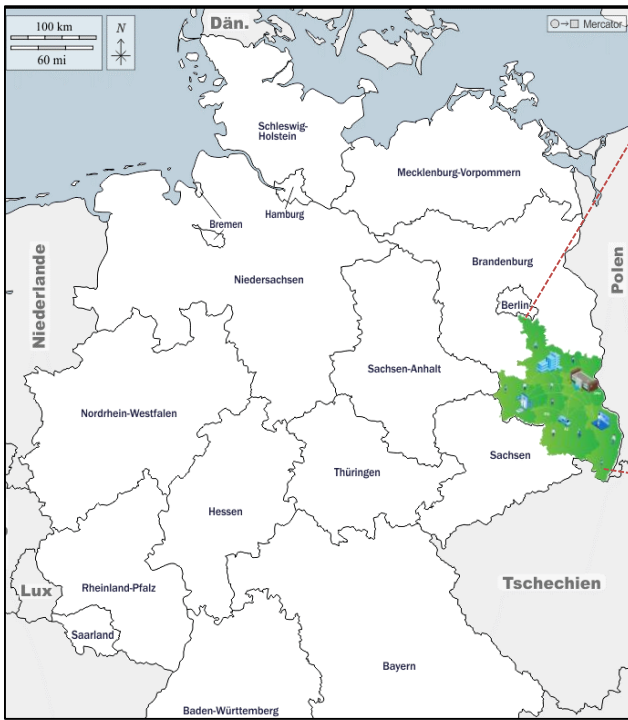 100 km
60 mi
N
Dän.
Mercator
Schleswig-
Holstein
Mecklenburg-Vorpommern
Hamburg
Bremen
Niederlande
Niedersachsen
Brandenburg
Polen
Berlin
Sachsen-Anhalt
Nordrhein-Westfalen
Sachsen
Thüringen
Hessen
Lux
Rheinland-Pfalz
Tschechien
Saarland
Bayern
Baden-Württemberg